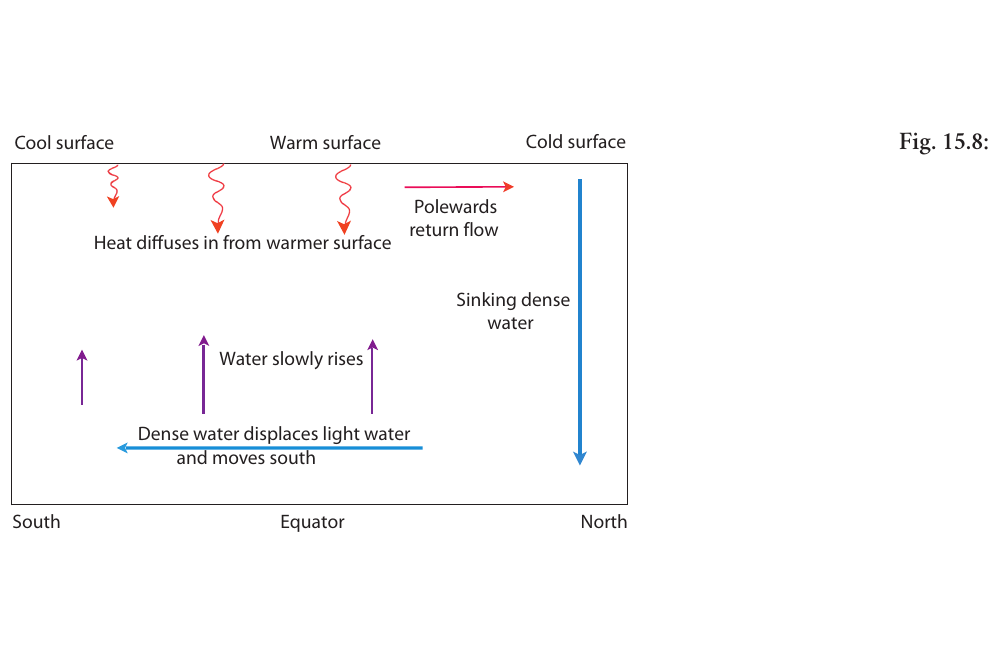 Cool surface
Warm surface
Cold surface
Fig. 15.8:
Polewards
return flow
Heat diffuses in from warmer surface
Sinking dense
water
Water slowly rises
Dense water displaces light water
and moves south
South
Equator
North